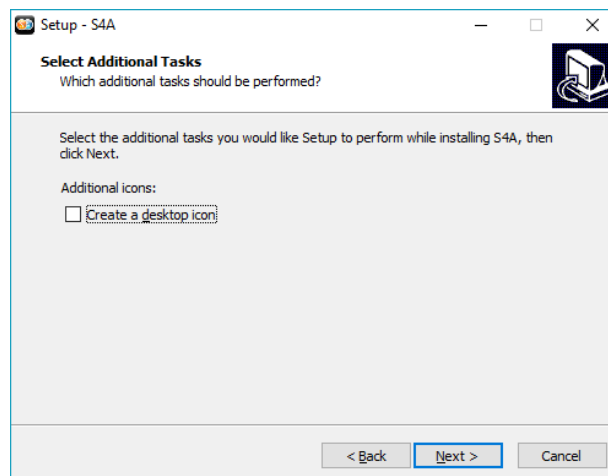 Setup - S4A
Select Additional Tasks
Which additional tasks should be performed?
Select the additional tasks you would like Setup to perform while installing S4A, then
click Next.
Additional icons:
Create a desktop icon
< Back
Next >
Cancel